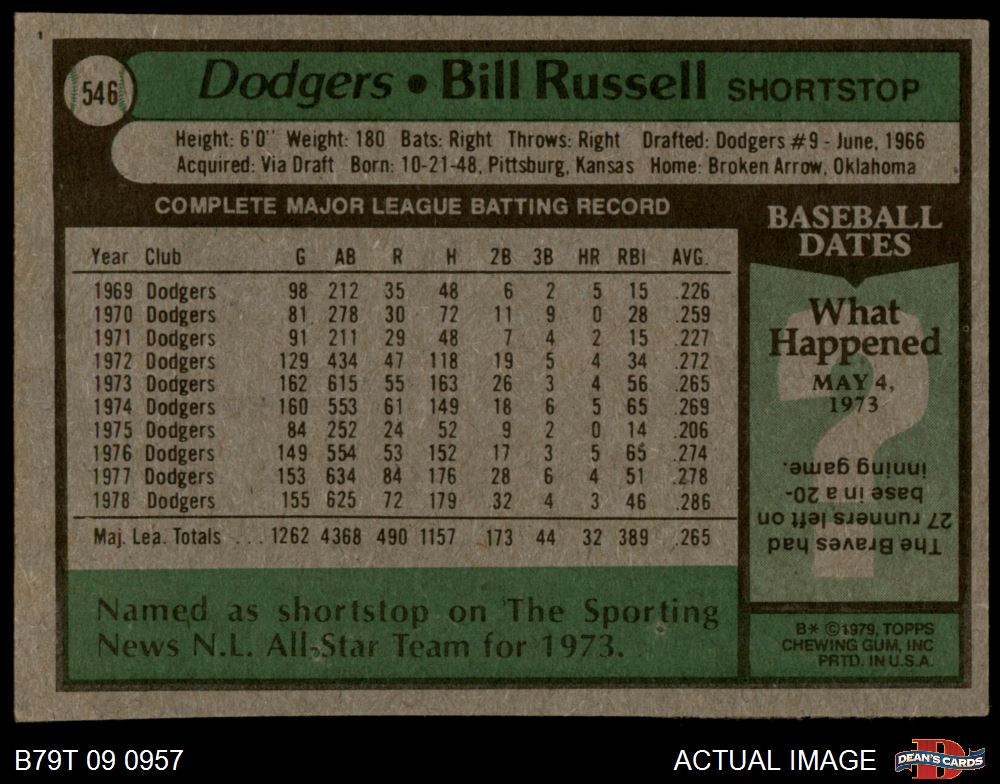 546
Dodgers • Bill Russell SHORTSTOP
Height: 6'0" Weight: 180 Bats: Right Throws: Right Drafted: Dodgers #9 - June, 1966
Acquired: Via Draft Born: 10-21-48, Pittsburg, Kansas Home: Broken Arrow, Oklahoma
COMPLETE MAJOR LEAGUE BATTING RECORD
Year Club G AB R H 2B 3B HR RBI AVG.
1969 Dodgers 98 212 35 48 6 2 5 15 .226
1970 Dodgers 81 278 30 72 11 9 0 28 .259
1971 Dodgers 91 211 29 48 7 4 2 15 .227
1972 Dodgers 129 434 47 118 19 5 4 34 .272
1973 Dodgers 162 615 55 163 26 3 4 56 .265
1974 Dodgers 160 553 61 149 18 6 5 65 .269
1975 Dodgers 84 252 24 52 9 2 0 14 .206
1976 Dodgers 149 554 53 152 17 3 5 65 .274
1977 Dodgers 153 634 84 176 28 6 4 51 .278
1978 Dodgers 155 625 72 179 32 4 3 46 .286
Maj. Lea. Totals ... 1262 4368 490 1157 173 44 32 389 .265
Named as shortstop on The Sporting
News N.L. All-Star Team for 1973.
BASEBALL
DATES
What
Happened
MAY 4,
1973
?
The Braves had
27 runners left on
base in a 20-
inning game.
B* ©1979, TOPPS
CHEWING GUM, INC
PRTD. IN U.S.A.
B79T 09 0957
ACTUAL IMAGE
D
DEAN'S CARDS